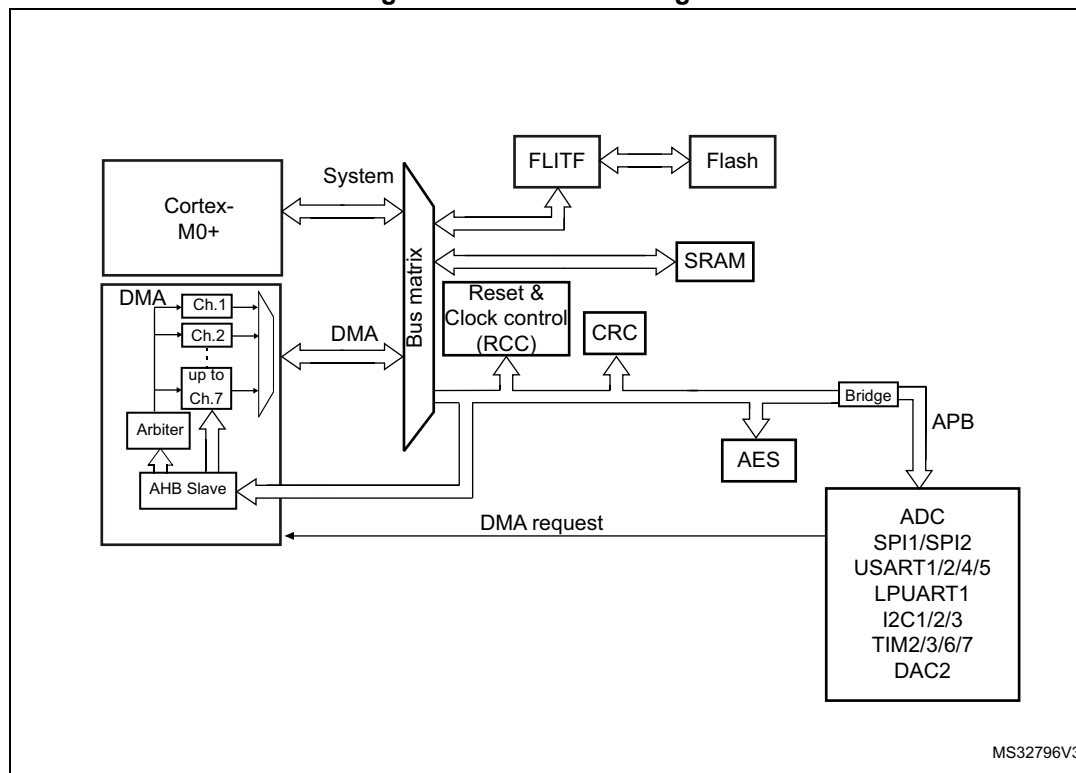 System
FLITF
Flash
Cortex-
M0+
Bus matrix
SRAM
DMA
Ch.1
Ch.2
up to
Ch.7
Arbiter
AHB Slave
DMA
Reset &
Clock control
(RCC)
CRC
Bridge
APB
AES
DMA request
ADC
SPI1/SPI2
USART1/2/4/5
LPUART1
I2C1/2/3
TIM2/3/6/7
DAC2
MS32796V3